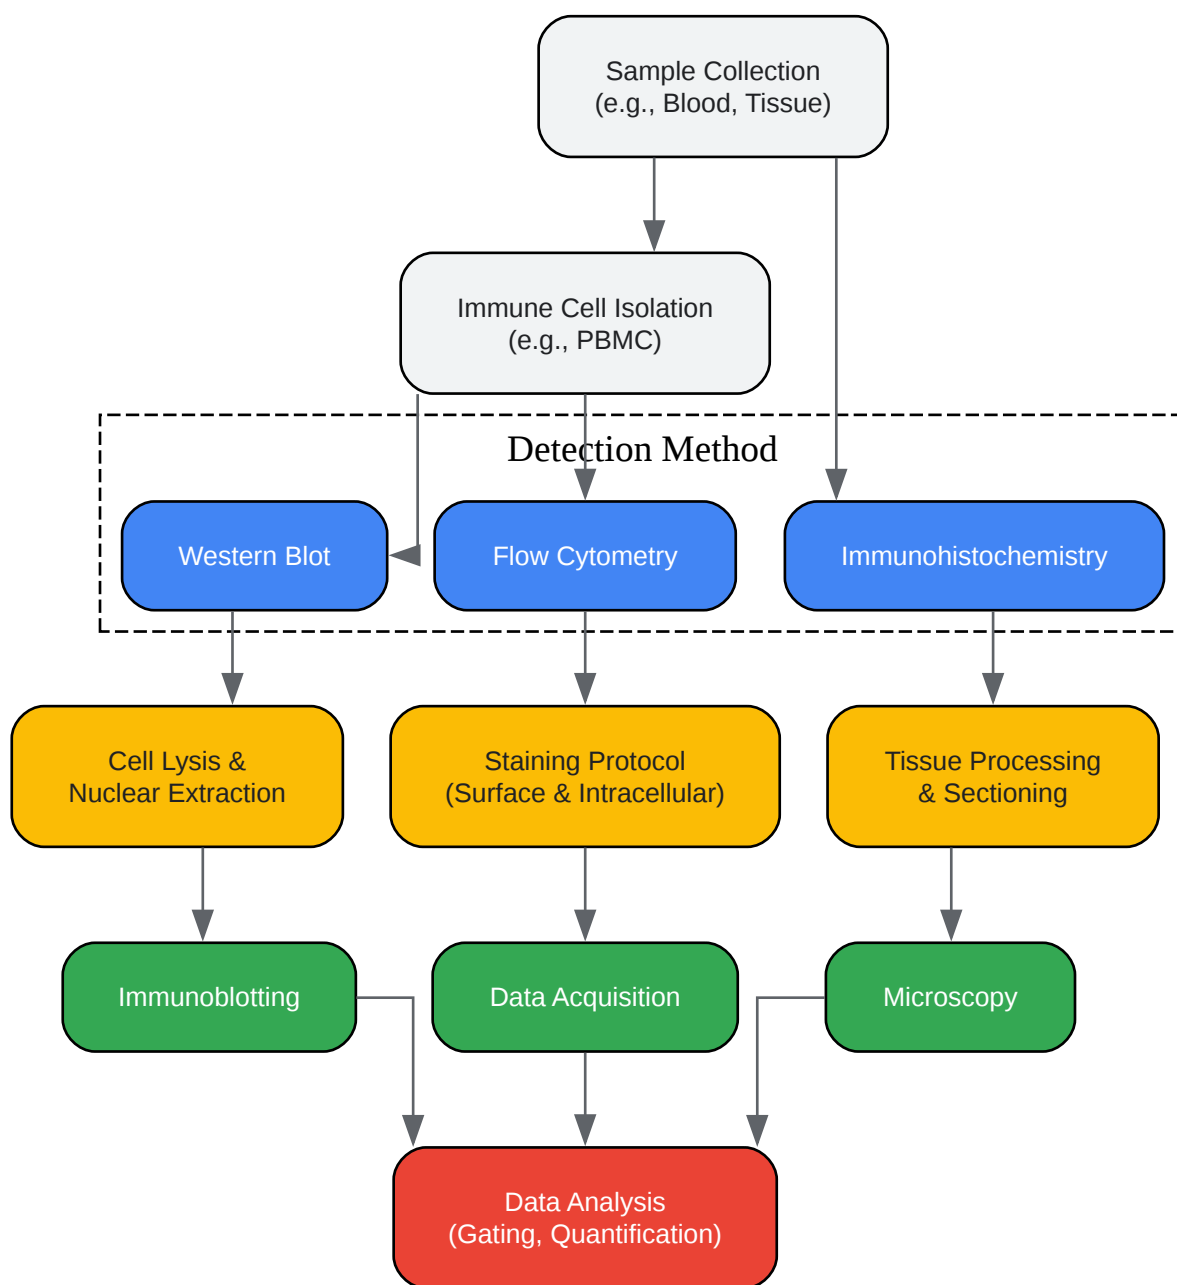 Sample Collection
(e.g., Blood, Tissue)
Immune Cell Isolation
(e.g., PBMC)
Detection Method
Western Blot
Flow Cytometry
Immunohistochemistry
Cell Lysis &
Nuclear Extraction
Staining Protocol
(Surface & Intracellular)
Tissue Processing
& Sectioning
Immunoblotting
Data Acquisition
Microscopy
Data Analysis
(Gating, Quantification)